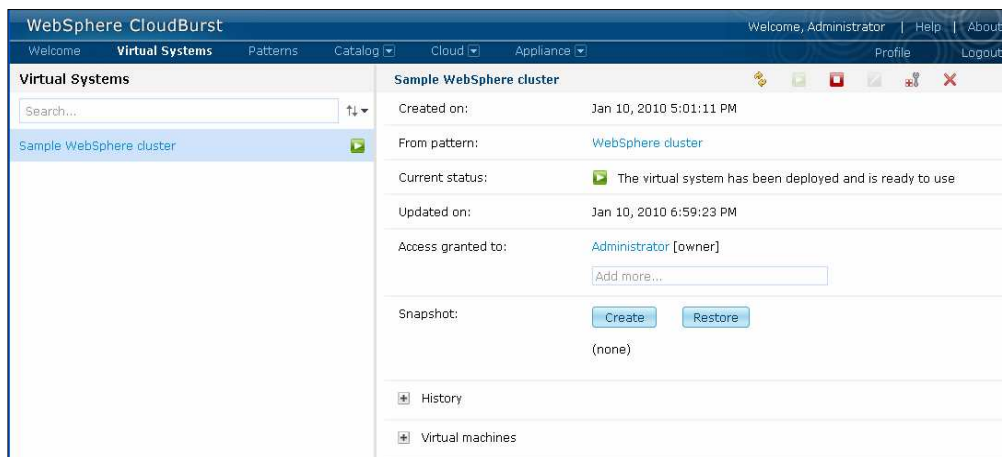 WebSphere CloudBurst
Welcome, Administrator | Help | About
Welcome Virtual Systems Patterns Catalog Cloud Appliance Profile Logout
Virtual Systems
Search...
Sample WebSphere cluster
Sample WebSphere cluster
Created on: Jan 10, 2010 5:01:11 PM
From pattern: WebSphere cluster
Current status: The virtual system has been deployed and is ready to use
Updated on: Jan 10, 2010 6:59:23 PM
Access granted to: Administrator [owner]
Add more...
Snapshot: Create Restore
(none)
History
Virtual machines